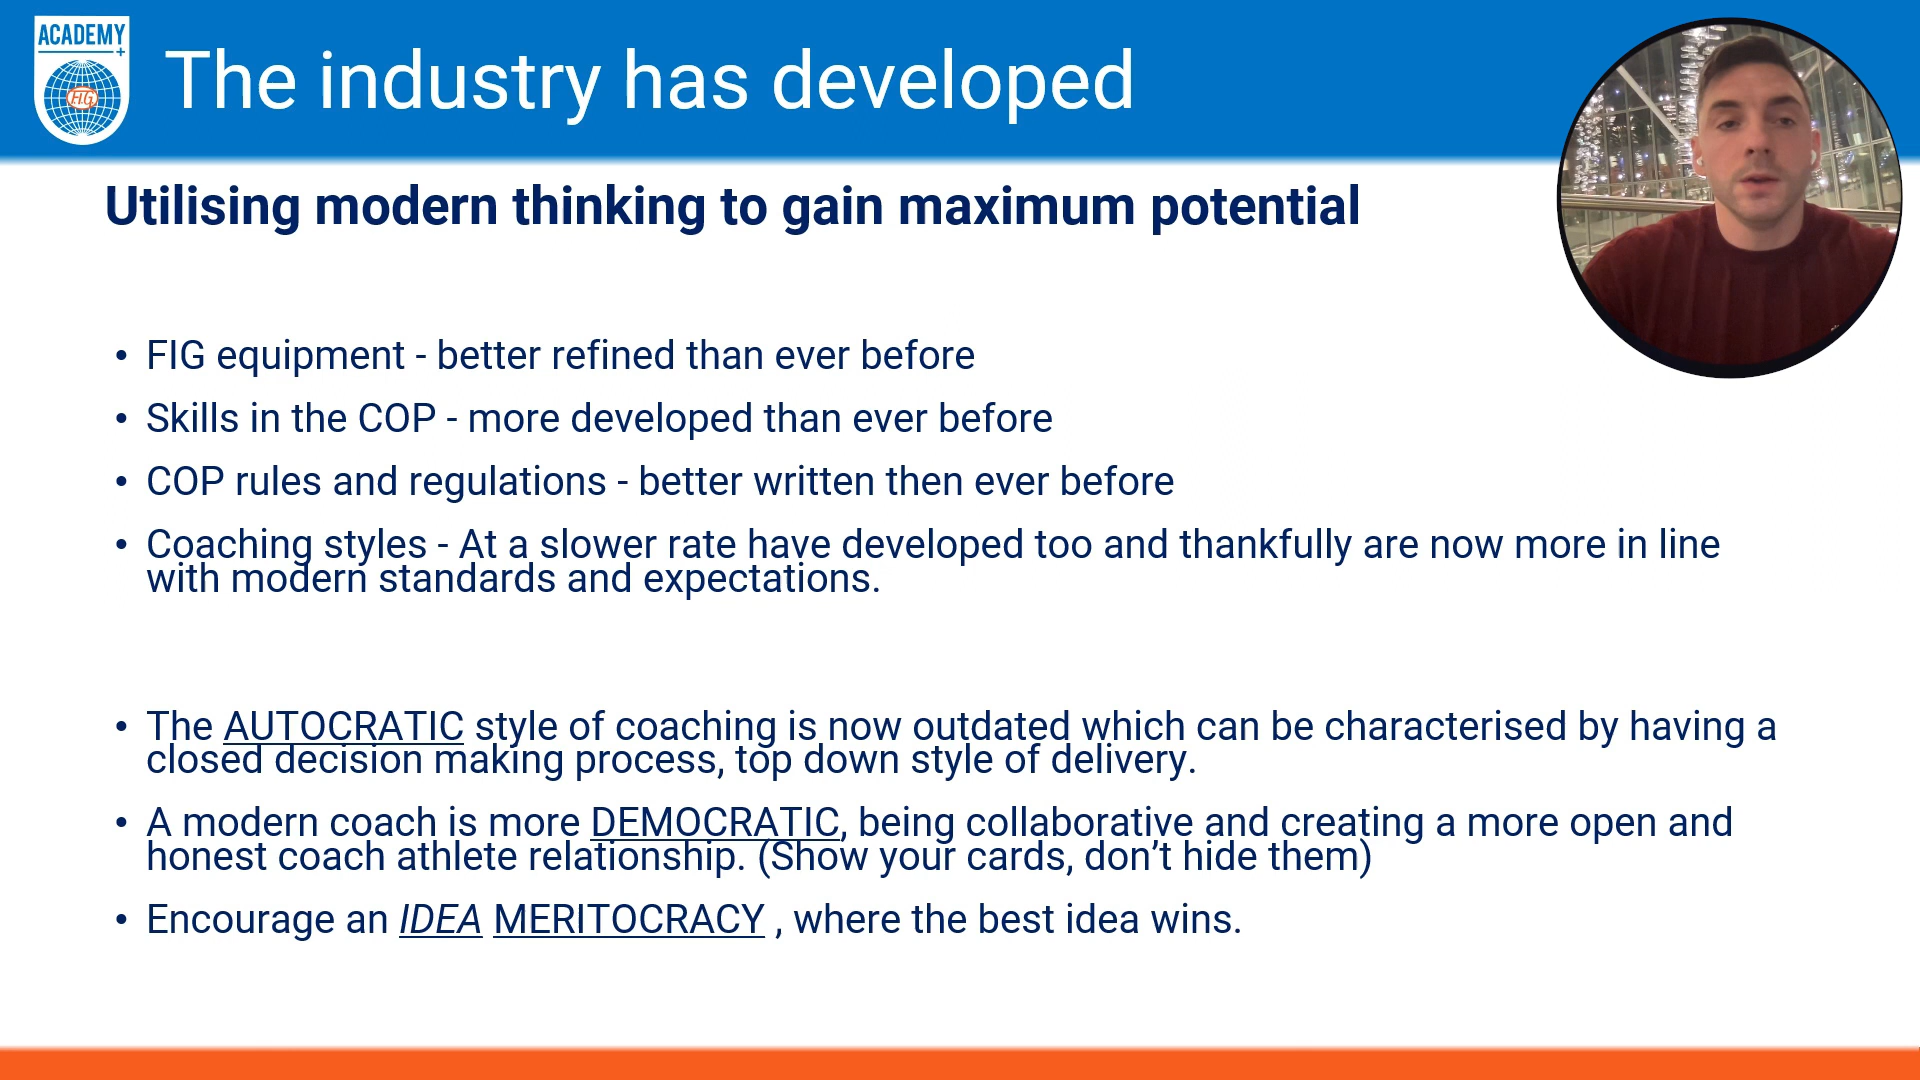 ACADEMY
+
FIG
The industry has developed
Utilising modern thinking to gain maximum potential
• FIG equipment - better refined than ever before
• Skills in the COP - more developed than ever before
• COP rules and regulations - better written then ever before
• Coaching styles - At a slower rate have developed too and thankfully are now more in line
with modern standards and expectations.
• The AUTOCRATIC style of coaching is now outdated which can be characterised by having a
closed decision making process, top down style of delivery.
• A modern coach is more DEMOCRATIC, being collaborative and creating a more open and
honest coach athlete relationship. (Show your cards, don’t hide them)
• Encourage an IDEA MERITOCRACY , where the best idea wins.